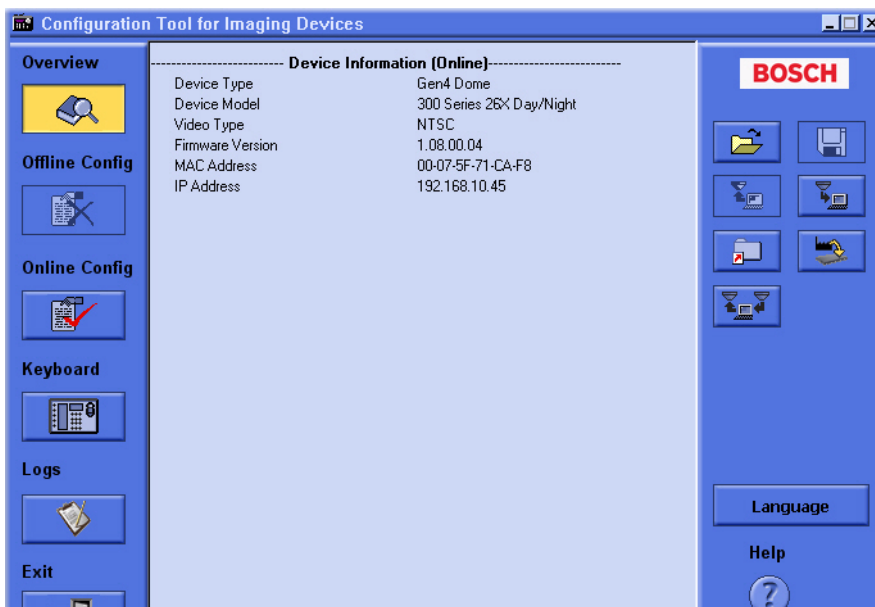 Configuration Tool for Imaging Devices
Overview
Offline Config
Online Config
Keyboard
Logs
Exit
-------------------------- Device Information (Online)--------------------------
Device Type Gen4 Dome
Device Model 300 Series 26X Day/Night
Video Type NTSC
Firmware Version 1.08.00.04
MAC Address 00-07-5F-71-CA-F8
IP Address 192.168.10.45
BOSCH
Language
Help
?